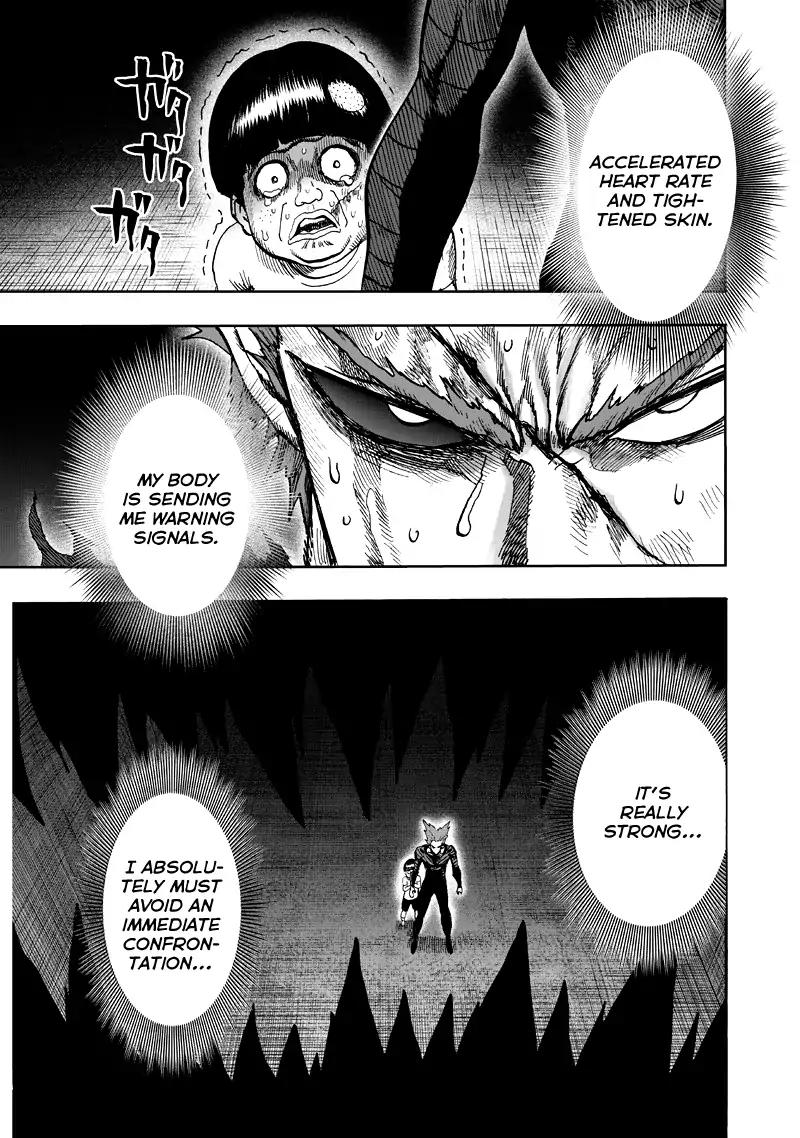 ACCELERATED
HEART RATE
AND TIGH-
TENED SKIN.
ガタ
ガタ
ガタ
MY BODY
IS SENDING
ME WARNING
SIGNALS.
IT'S
REALLY
STRONG...
I ABSOLU-
TELY MUST
AVOID AN
IMMEDIATE
CONFRON-
TATION...